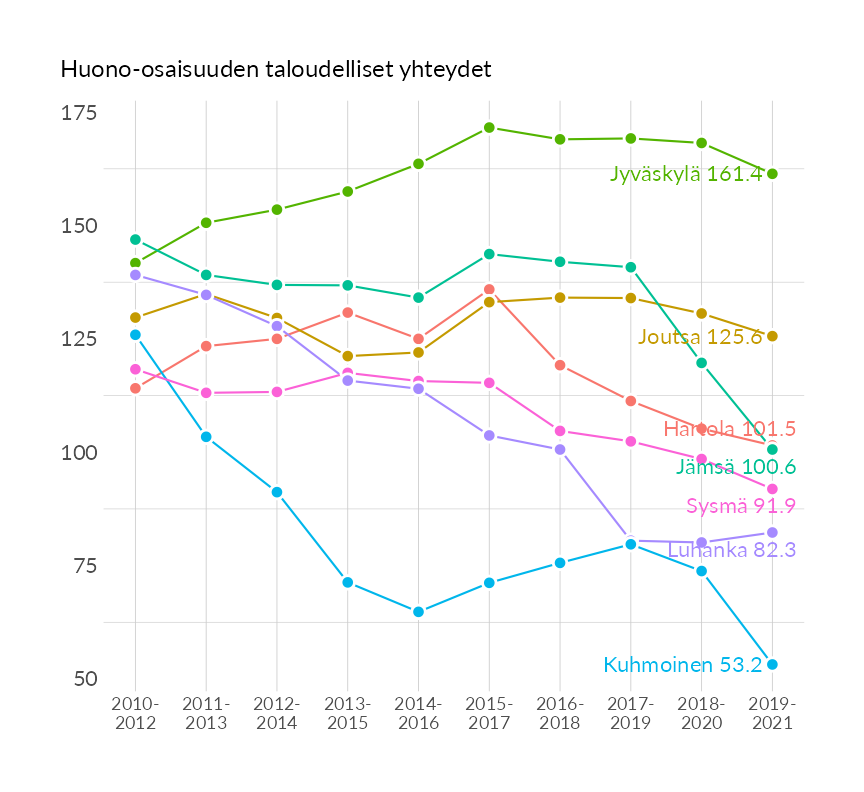 Huono-osaisuuden taloudelliset yhteydet
175
150
125
100
75
50
Jyväskylä 161.4
Joutsa 125.6
Hartola 101.5
Jämsä 100.6
Sysmä 91.9
Luhanka 82.3
Kuhmoinen 53.2
2010- 2011- 2012- 2013- 2014- 2015- 2016- 2017- 2018- 2019-
2012 2013 2014 2015 2016 2017 2018 2019 2020 2021